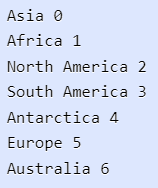 Asia 0
Africa 1
North America 2
South America 3
Antarctica 4
Europe 5
Australia 6